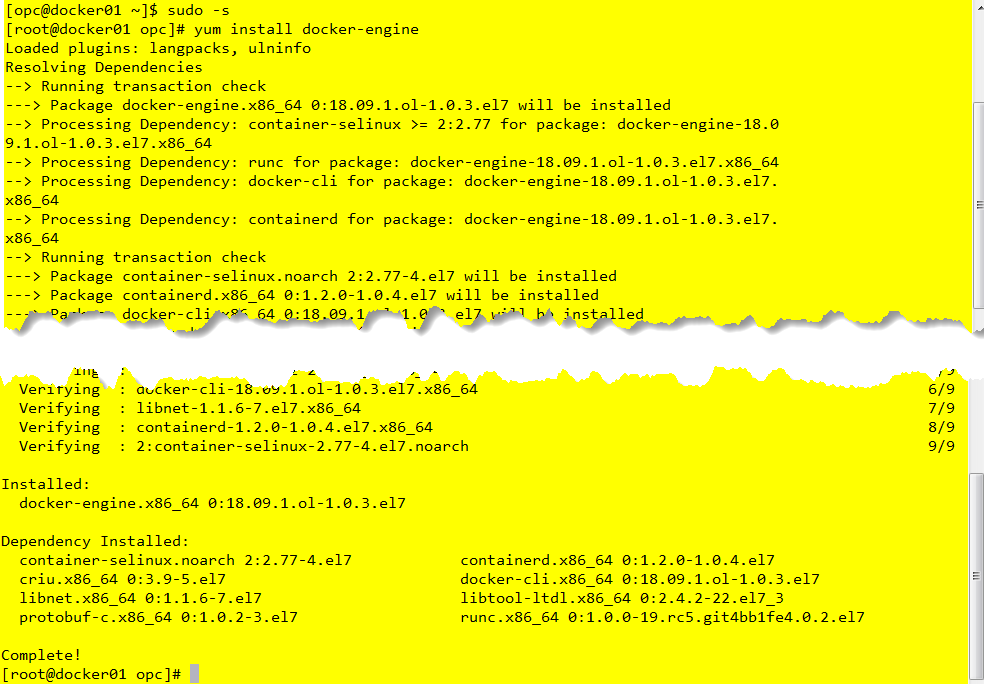 [opc@docker01 ~]$ sudo -s
[root@docker01 opc]# yum install docker-engine
Loaded plugins: langpacks, ulninfo
Resolving Dependencies
--> Running transaction check
---> Package docker-engine.x86_64 0:18.09.1.ol-1.0.3.el7 will be installed
--> Processing Dependency: container-selinux >= 2:2.77 for package: docker-engine-18.0
9.1.ol-1.0.3.el7.x86_64
--> Processing Dependency: runc for package: docker-engine-18.09.1.ol-1.0.3.el7.x86_64
--> Processing Dependency: docker-cli for package: docker-engine-18.09.1.ol-1.0.3.el7.
x86_64
--> Processing Dependency: containerd for package: docker-engine-18.09.1.ol-1.0.3.el7.
x86_64
--> Running transaction check
---> Package container-selinux.noarch 2:2.77-4.el7 will be installed
---> Package containerd.x86_64 0:1.2.0-1.0.4.el7 will be installed
---> Package docker-cli.x86_64 0:18.09.1.ol-1.0.3.el7 will be installed
Verifying : docker-cli-18.09.1.ol-1.0.3.el7.x86_64 6/9
Verifying : libnet-1.1.6-7.el7.x86_64 7/9
Verifying : containerd-1.2.0-1.0.4.el7.x86_64 8/9
Verifying : 2:container-selinux-2.77-4.el7.noarch 9/9
Installed:
docker-engine.x86_64 0:18.09.1.ol-1.0.3.el7
Dependency Installed:
container-selinux.noarch 2:2.77-4.el7 containerd.x86_64 0:1.2.0-1.0.4.el7
criu.x86_64 0:3.9-5.el7 docker-cli.x86_64 0:18.09.1.ol-1.0.3.el7
libnet.x86_64 0:1.1.6-7.el7 libtool-ltdl.x86_64 0:2.4.2-22.el7_3
protobuf-c.x86_64 0:1.0.2-3.el7 runc.x86_64 0:1.0.0-19.rc5.git4bb1fe4.0.2.el7
Complete!
[root@docker01 opc]#